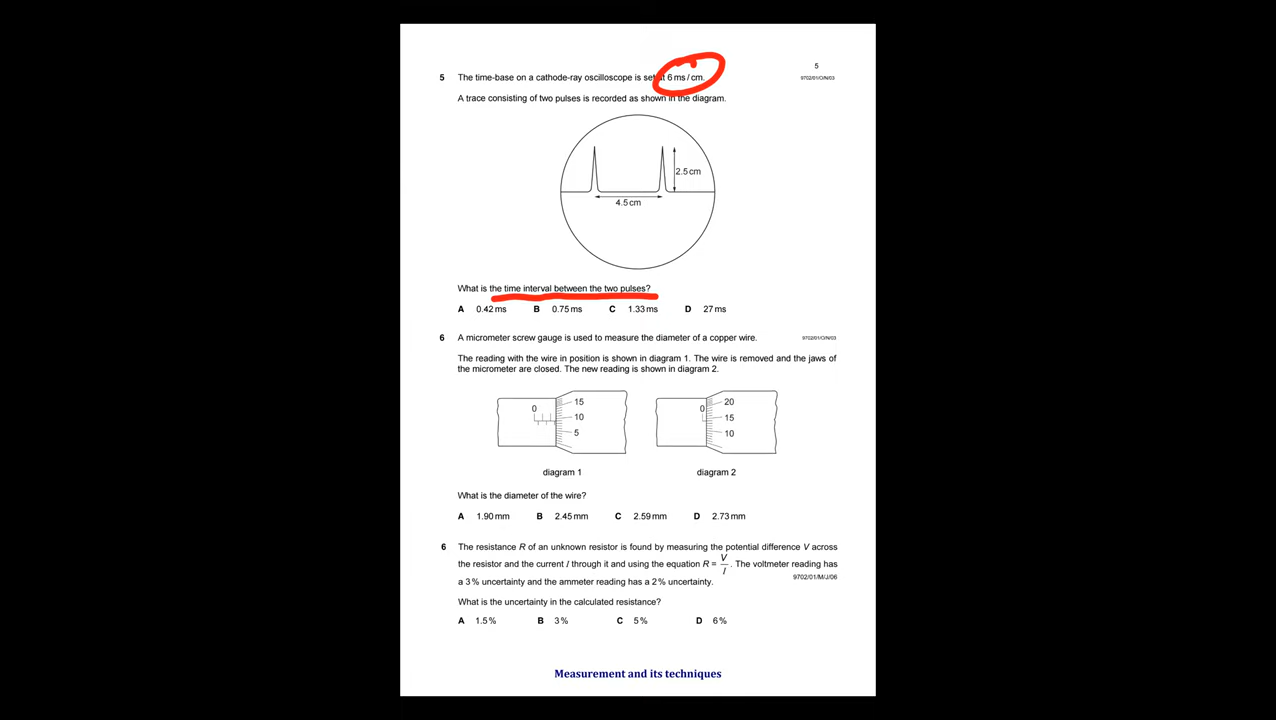 5
9702/01/O/N/03
5 The time-base on a cathode-ray oscilloscope is set at 6 ms / cm.
A trace consisting of two pulses is recorded as shown in the diagram.
2.5 cm
4.5 cm
What is the time interval between the two pulses?
A 0.42 ms B 0.75 ms C 1.33 ms D 27 ms
6 A micrometer screw gauge is used to measure the diameter of a copper wire. 9702/01/O/N/03
The reading with the wire in position is shown in diagram 1. The wire is removed and the jaws of
the micrometer are closed. The new reading is shown in diagram 2.
0 15 10 5
0 20 15 10
diagram 1 diagram 2
What is the diameter of the wire?
A 1.90 mm B 2.45 mm C 2.59 mm D 2.73 mm
6 The resistance R of an unknown resistor is found by measuring the potential difference V across
the resistor and the current I through it and using the equation R = V/I. The voltmeter reading has
9702/01/M/J/06
a 3 % uncertainty and the ammeter reading has a 2 % uncertainty.
What is the uncertainty in the calculated resistance?
A 1.5 % B 3 % C 5 % D 6 %
Measurement and its techniques